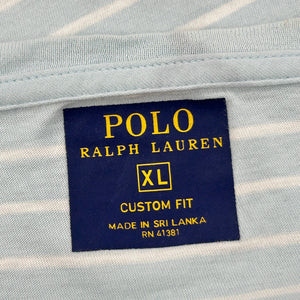 POLO
RALPH LAUREN
XL
CUSTOM FIT
MADE IN SRI LANKA
RN 41381